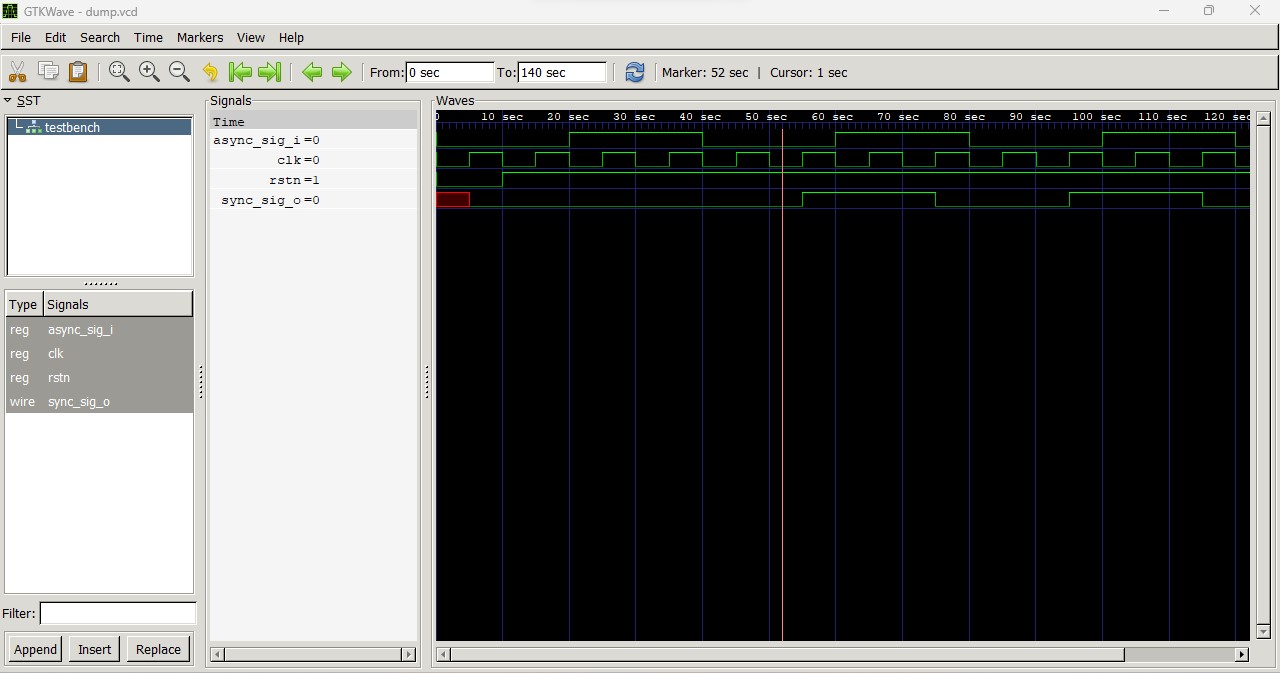 GTKWave - dump.vcd
File Edit Search Time Markers View Help
From: 0 sec To: 140 sec Marker: 52 sec | Cursor: 1 sec
SST
testbench
Type Signals
reg async_sig_i
reg clk
reg rstn
wire sync_sig_o
Filter:
Append Insert Replace
Signals
Time
async_sig_i=0
clk=0
rstn=1
sync_sig_o=0
Waves
10 sec 20 sec 30 sec 40 sec 50 sec 60 sec 70 sec 80 sec 90 sec 100 sec 110 sec 120 sec